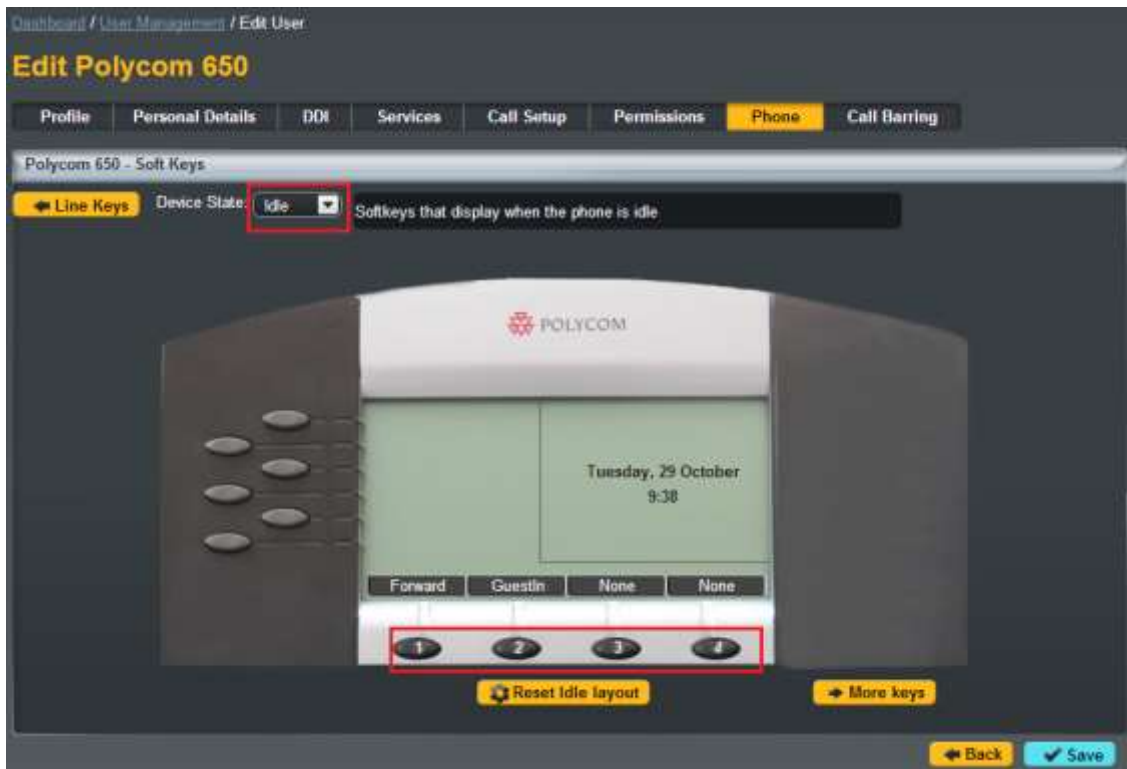 Dashboard / User Management / Edit User
Edit Polycom 650
Profile Personal Details DDI Services Call Setup Permissions Phone Call Barring
Polycom 650 - Soft Keys
Line Keys Device State: Idle Softkeys that display when the phone is idle
POLYCOM
Tuesday, 29 October
9:38
Forward GuestIn None None
1 2 3 4
Reset Idle layout More keys
Back Save